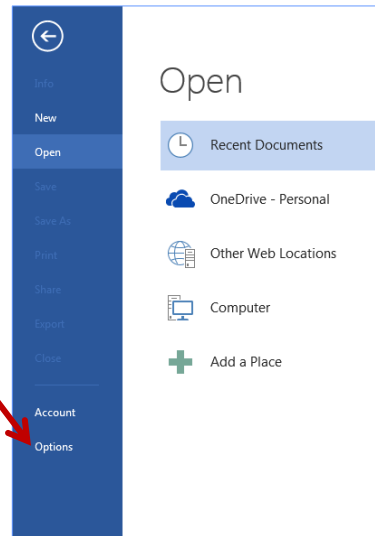 Info
New
Open
Save
Save As
Print
Share
Export
Close
Account
Options
Open
Recent Documents
OneDrive - Personal
Other Web Locations
Computer
Add a Place